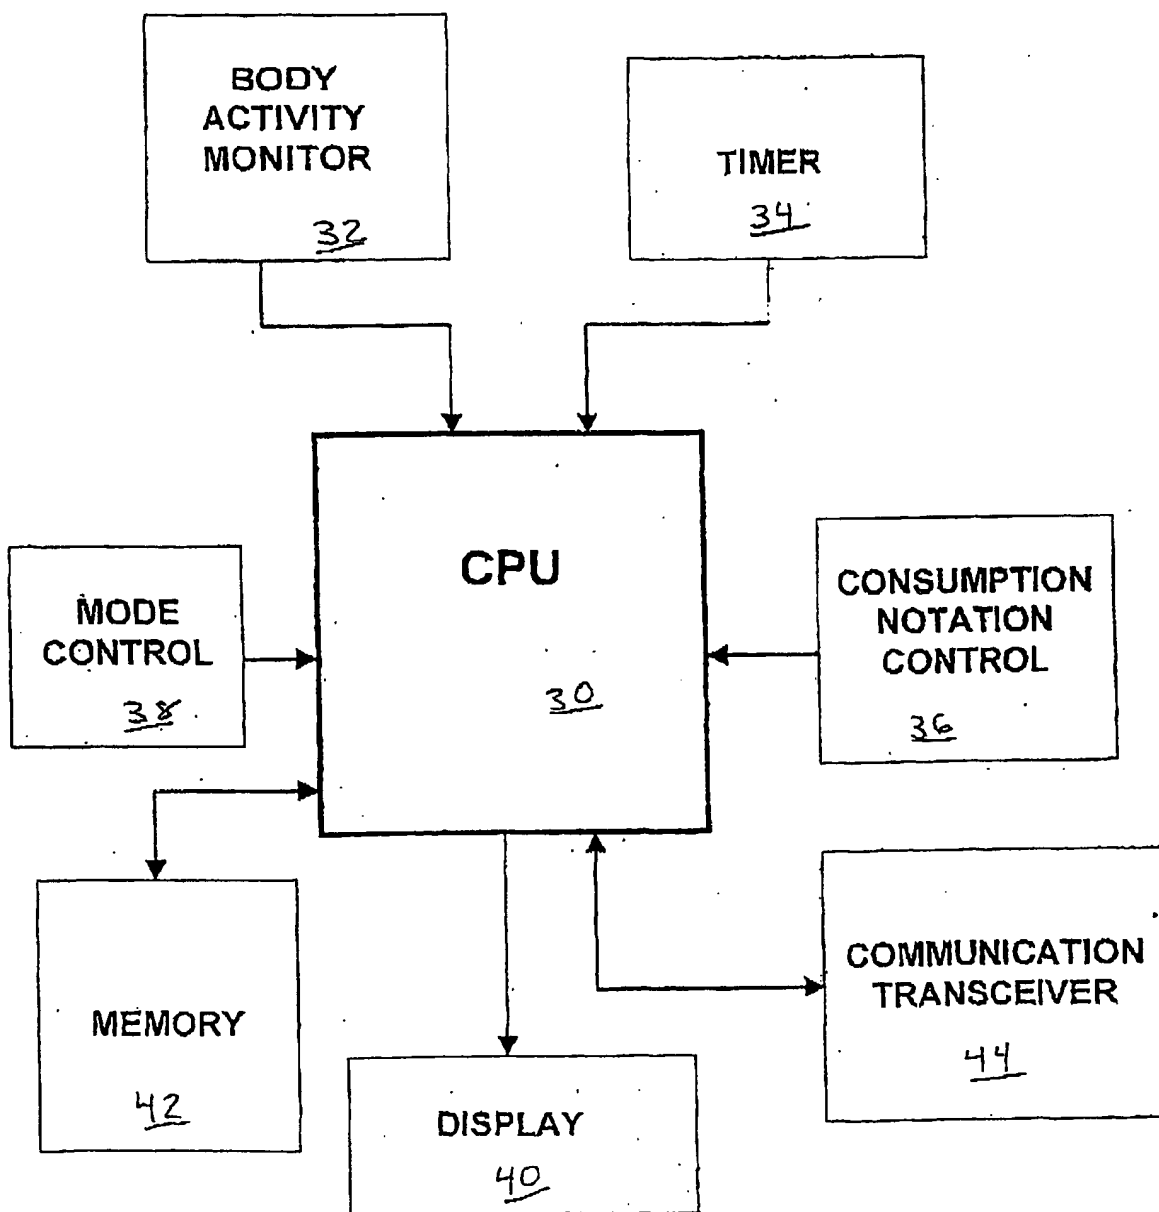 BODY
ACTIVITY
MONITOR
32
TIMER
34
CPU
30
MODE
CONTROL
38
CONSUMPTION
NOTATION
CONTROL
36
MEMORY
42
DISPLAY
40
COMMUNICATION
TRANSCEIVER
44